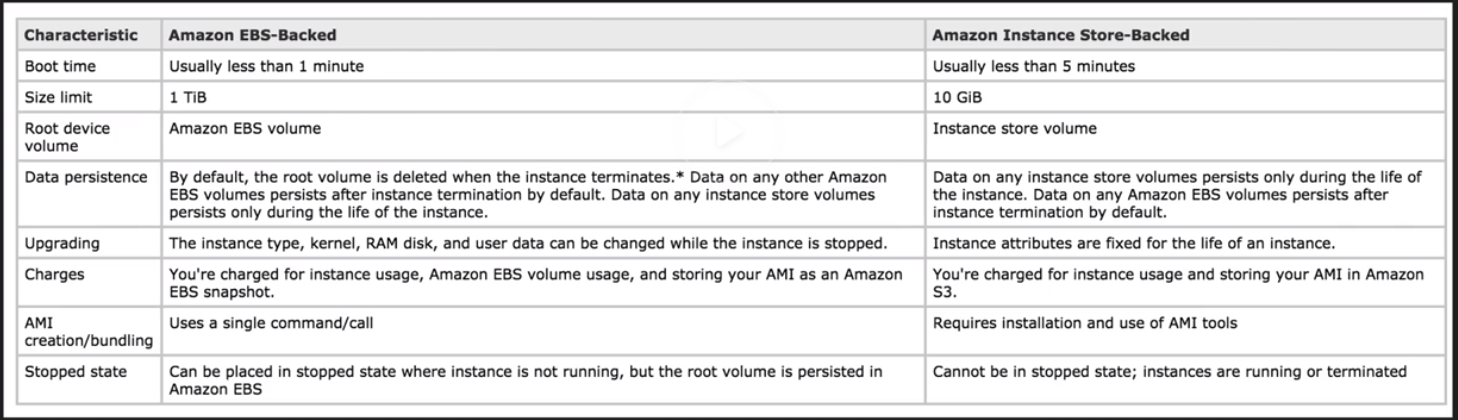 Characteristic Amazon EBS-Backed Amazon Instance Store-Backed
Boot time Usually less than 1 minute Usually less than 5 minutes
Size limit 1 TiB 10 GiB
Root device volume Amazon EBS volume Instance store volume
Data persistence By default, the root volume is deleted when the instance terminates.* Data on any other Amazon
EBS volumes persists after instance termination by default. Data on any instance store volumes
persists only during the life of the instance.
Data on any instance store volumes persists only during the life of
the instance. Data on any Amazon EBS volumes persists after
instance termination by default.
Upgrading The instance type, kernel, RAM disk, and user data can be changed while the instance is stopped. Instance attributes are fixed for the life of an instance.
Charges You're charged for instance usage, Amazon EBS volume usage, and storing your AMI as an Amazon
EBS snapshot.
You're charged for instance usage and storing your AMI in Amazon
S3.
AMI
creation/bundling
Uses a single command/call Requires installation and use of AMI tools
Stopped state Can be placed in stopped state where instance is not running, but the root volume is persisted in
Amazon EBS
Cannot be in stopped state; instances are running or terminated